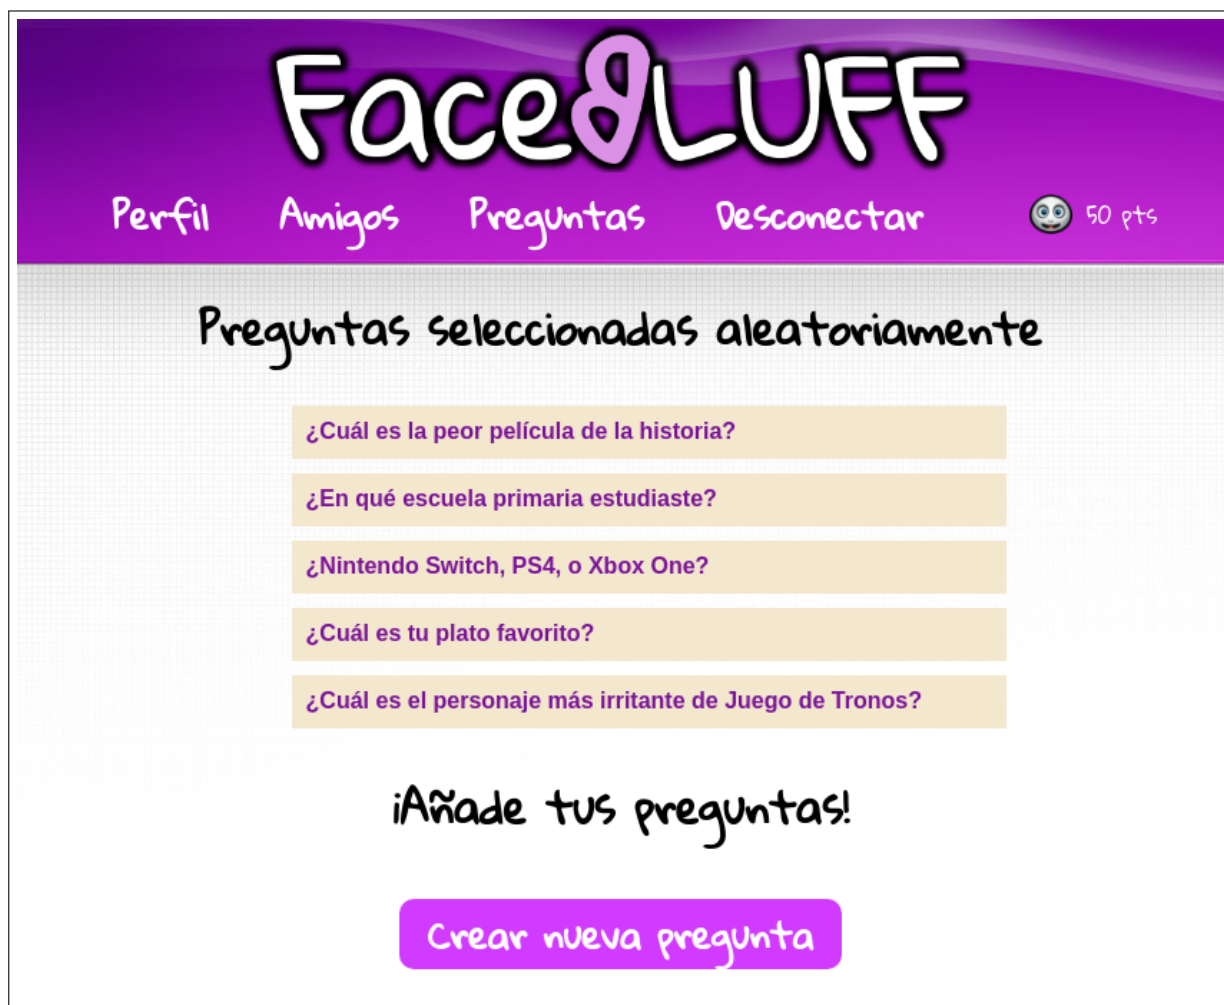 FaceBLUFF
Perfil Amigos Preguntas Desconectar 50 pts
Preguntas seleccionadas aleatoriamente
¿Cuál es la peor película de la historia?
¿En qué escuela primaria estudiaste?
¿Nintendo Switch, PS4, o Xbox One?
¿Cuál es tu plato favorito?
¿Cuál es el personaje más irritante de Juego de Tronos?
¡Añade tus preguntas!
Crear nueva pregunta